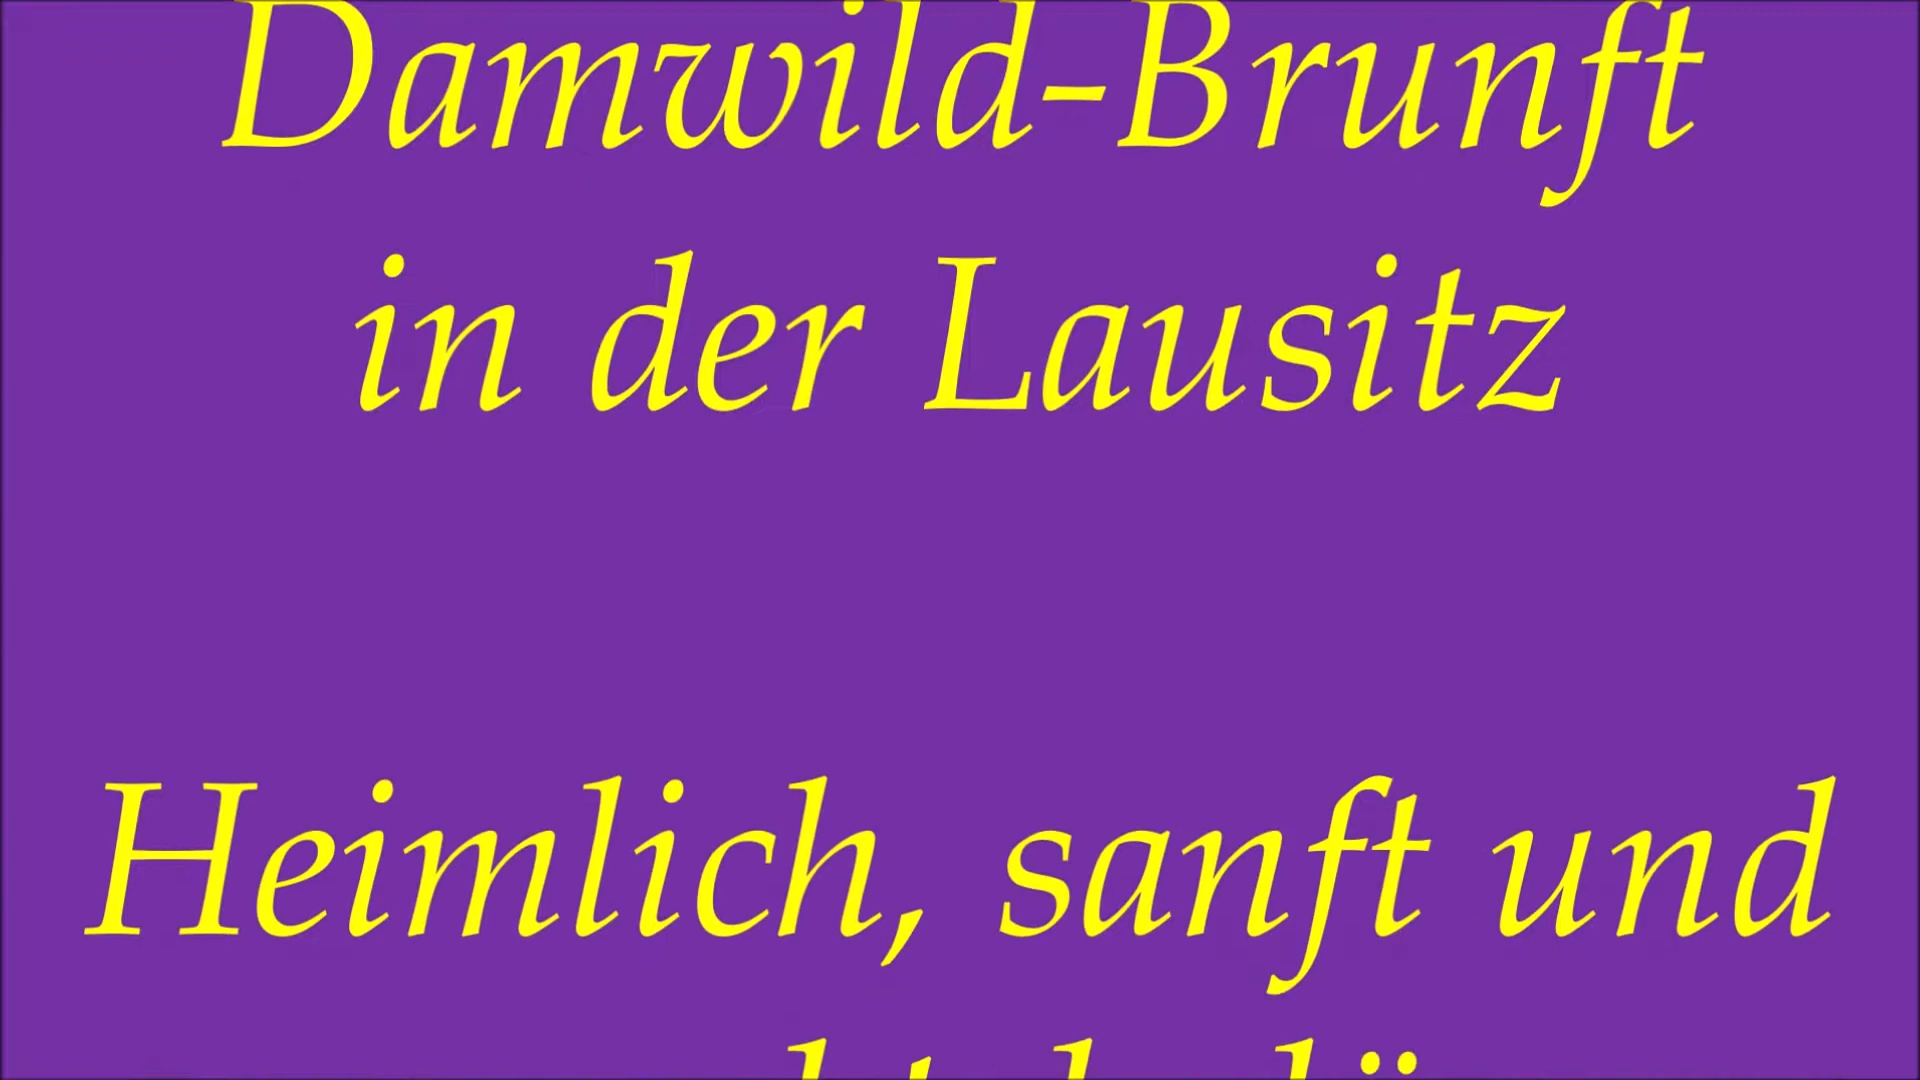 Damwild-Brunft
in der Lausitz
Heimlich, sanft und